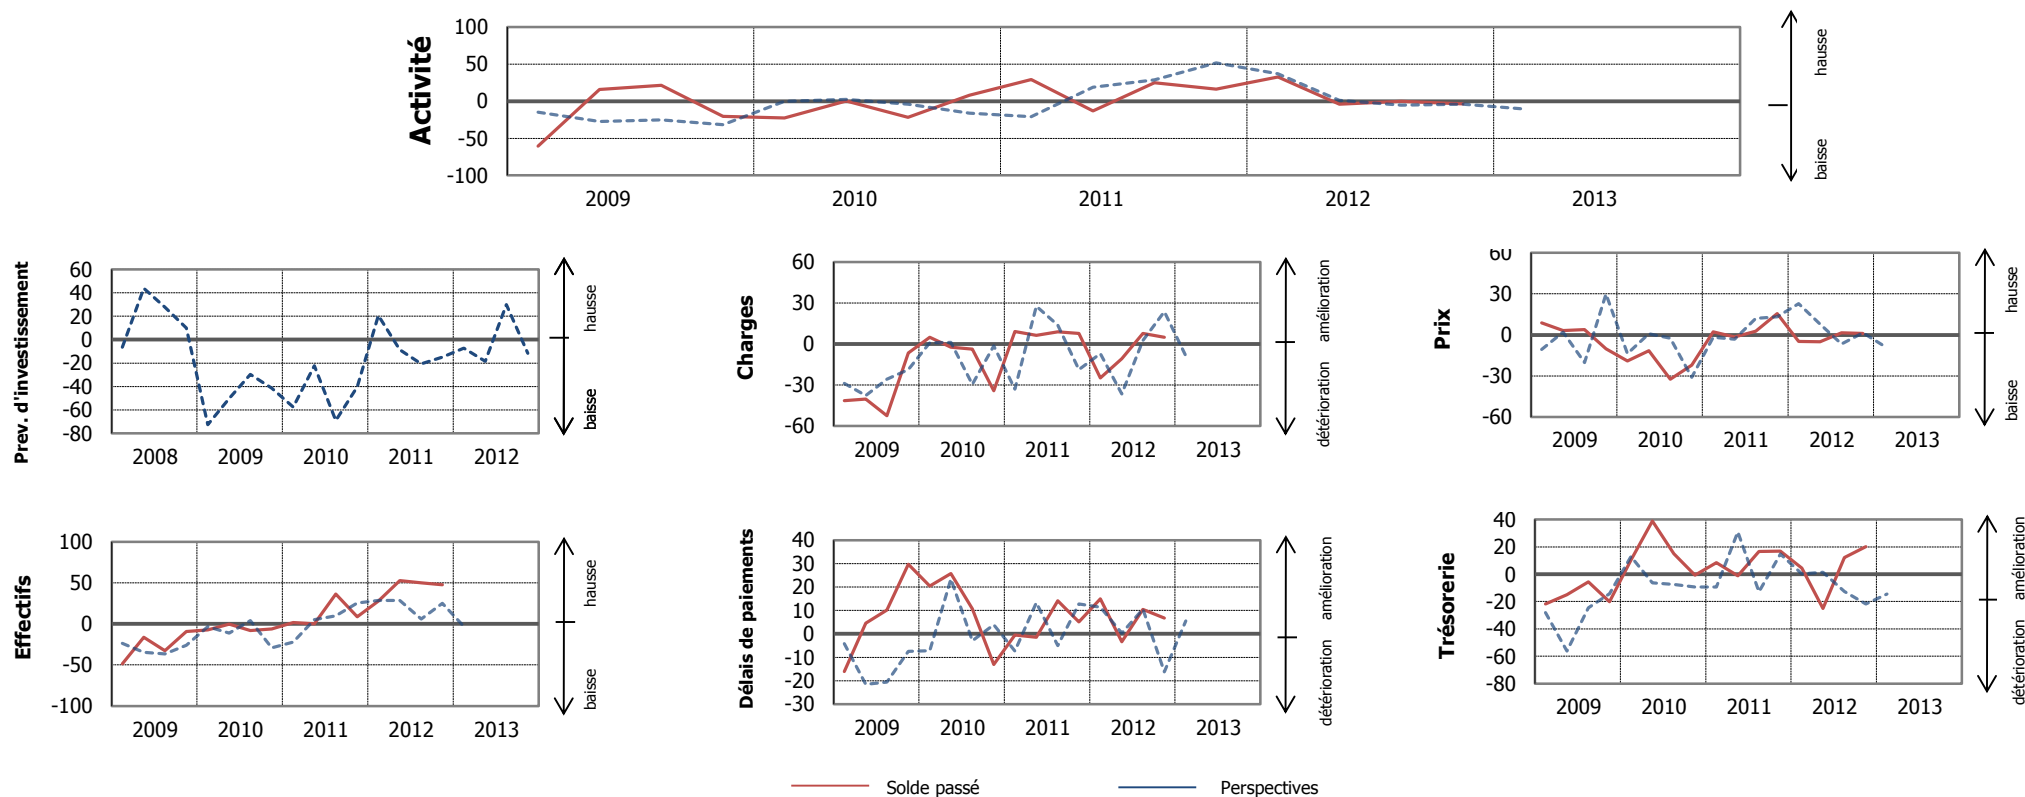 Activité
100
50
0
-50
-100
2009 2010 2011 2012 2013
hausse
baisse
Prev. d'investissement
60
40
20
0
-20
-40
-60
-80
2008 2009 2010 2011 2012
hausse
baisse
Charges
60
30
0
-30
-60
2009 2010 2011 2012 2013
amélioration
détérioration
Prix
60
30
0
-30
-60
2009 2010 2011 2012 2013
hausse
baisse
Effectifs
100
50
0
-50
-100
2009 2010 2011 2012 2013
hausse
baisse
Délais de paiements
40
30
20
10
0
-10
-20
-30
2009 2010 2011 2012 2013
amélioration
détérioration
Trésorerie
40
20
0
-20
-40
-60
-80
2009 2010 2011 2012 2013
amélioration
détérioration
Solde passé Perspectives